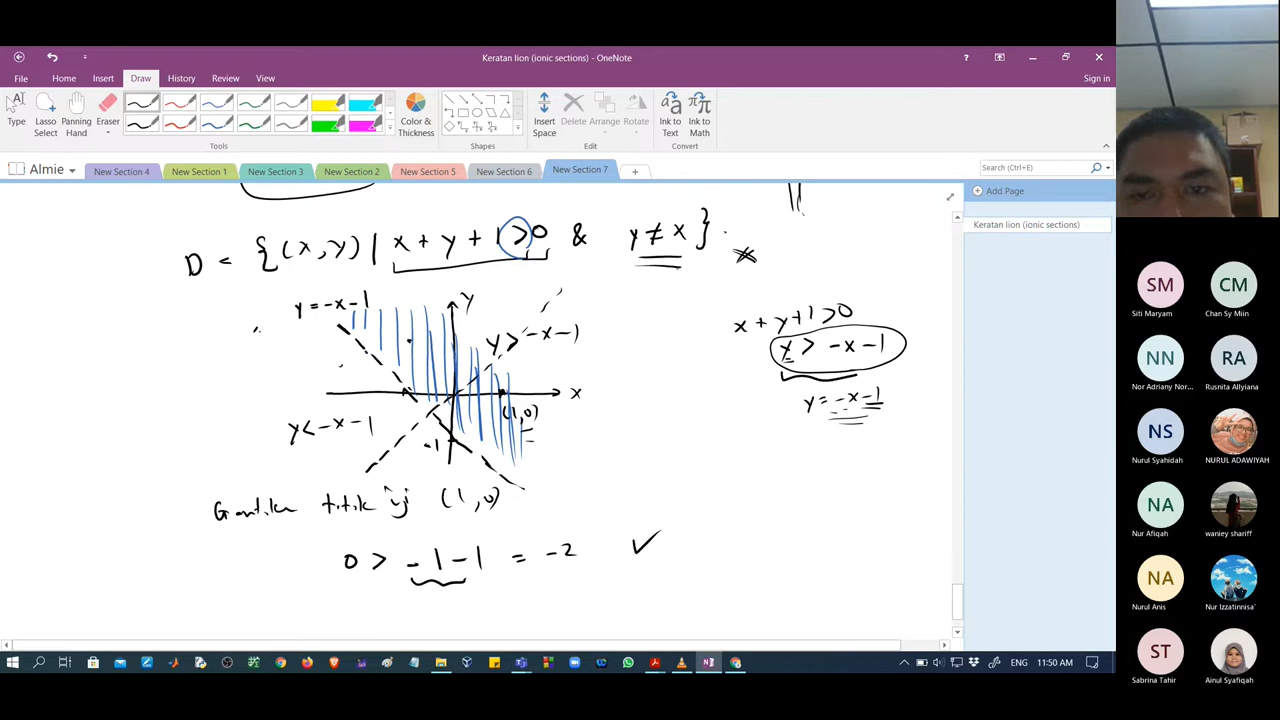 Keratan lion (ionic sections) - OneNote
File Home Insert Draw History Review View
Sign in
Type Lasso Select Panning Hand Eraser
Color & Thickness
Insert Space Delete Arrange Rotate Ink to Text Ink to Math
Tools Shapes Edit Convert
Almie New Section 4 New Section 1 New Section 3 New Section 2 New Section 5 New Section 6 New Section 7
Search (Ctrl+E)
Add Page
Keratan lion (ionic sections)
D = {(x,y) | x + y + 1 > 0 & y ≠ x}.
y = -x-1
y
y > -x-1
x
(1,0)
y < -x-1
-1
x + y + 1 > 0
y > -x-1
y = -x-1
titik uji (1,0)
0 > -1-1 = -2 ✓
SM
Siti Maryam
CM
Chan Sy Miin
NN
Nor Adriany Nor...
RA
Rusnita Allyiana
NS
Nurul Syahidah
NURUL ADAWIYAH
NA
Nur Afiqah
waniey shariff
NA
Nurul Anis
Nur Izzatinnisa'
ST
Sabrina Tahir
Ainul Syafiqah
ENG 11:50 AM